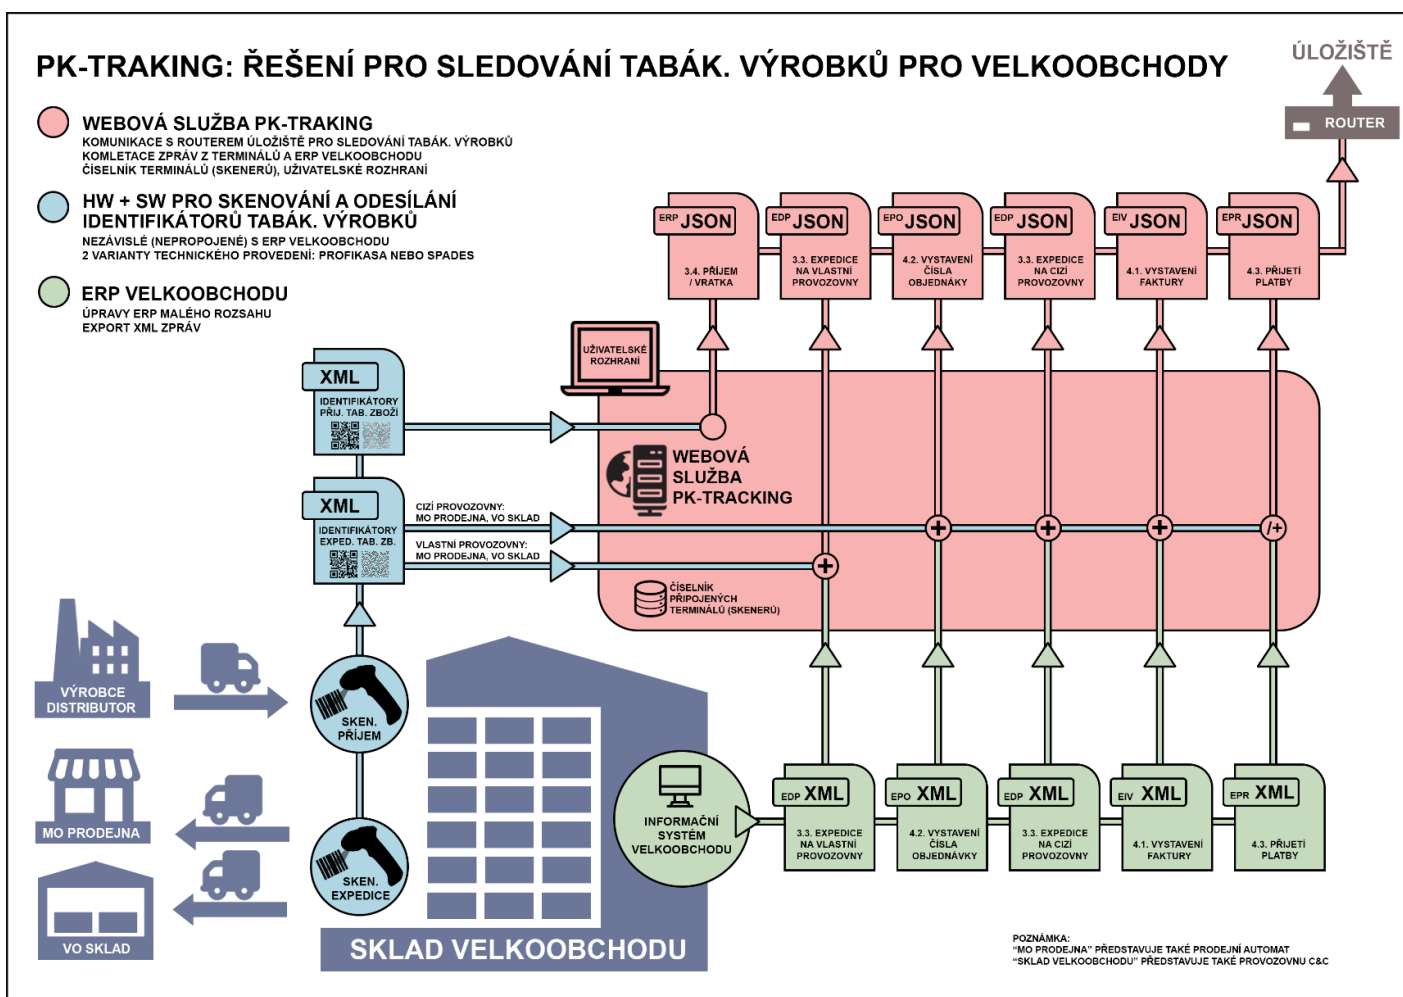 PK-TRAKING: ŘEŠENÍ PRO SLEDOVÁNÍ TABÁK. VÝROBKŮ PRO VELKOOBCHODY
ÚLOŽIŠTĚ
ROUTER
WEBOVÁ SLUŽBA PK-TRAKING
KOMUNIKACE S ROUTEREM ÚLOŽIŠTĚ PRO SLEDOVÁNÍ TABÁK. VÝROBKŮ
KOMLETACE ZPRÁV Z TERMINÁLŮ A ERP VELKOOBCHODU
ČÍSELNÍK TERMINÁLŮ (SKENERŮ), UŽIVATELSKÉ ROZHRANÍ
HW + SW PRO SKENOVÁNÍ A ODESÍLÁNÍ
IDENTIFIKÁTORŮ TABÁK. VÝROBKŮ
NEZÁVISLÉ (NEPROPOJENÉ) S ERP VELKOOBCHODU
2 VARIANTY TECHNICKÉHO PROVEDENÍ: PROFIKASA NEBO SPADES
ERP VELKOOBCHODU
ÚPRAVY ERP MALÉHO ROZSAHU
EXPORT XML ZPRÁV
ERP JSON
3.4. PŘÍJEM
/ VRATKA
EDP JSON
3.3. EXPEDICE
NA VLASTNÍ
PROVOZOVNY
EPO JSON
4.2. VYSTAVENÍ
ČÍSLA
OBJEDNÁKY
EDP JSON
3.3. EXPEDICE
NA CIZÍ
PROVOZOVNY
EIV JSON
4.1. VYSTAVENÍ
FAKTURY
EPR JSON
4.3. PŘIJETÍ
PLATBY
UŽIVATELSKÉ
ROZHRANÍ
XML
IDENTIFIKÁTORY
PŘIJ. TAB. ZBOŽÍ
XML
IDENTIFIKÁTORY
EXPED. TAB. ZB.
CIZÍ PROVOZOVNY:
MO PRODEJNA, VO SKLAD
VLASTNÍ PROVOZOVNY:
MO PRODEJNA, VO SKLAD
WEBOVÁ
SLUŽBA
PK-TRACKING
+
+
+
/+
+
ČÍSELNÍK
PŘIPOJENÝCH
TERMINÁLŮ (SKENERŮ)
VÝROBCE
DISTRIBUTOR
SKEN.
PŘÍJEM
MO PRODEJNA
SKEN.
EXPEDICE
VO SKLAD
SKLAD VELKOOBCHODU
INFORMAČNÍ
SYSTÉM
VELKOOBCHODU
EDP XML
3.3. EXPEDICE
NA VLASTNÍ
PROVOZOVNY
EPO XML
4.2. VYSTAVENÍ
ČÍSLA
OBJEDNÁVKY
EDP XML
3.3. EXPEDICE
NA CIZÍ
PROVOZOVNY
EIV XML
4.1. VYSTAVENÍ
FAKTURY
EPR XML
4.3. PŘIJETÍ
PLATBY
POZNÁMKA:
"MO PRODEJNA" PŘEDSTAVUJE TAKÉ PRODEJNÍ AUTOMAT
"SKLAD VELKOOBCHODU" PŘEDSTAVUJE TAKÉ PROVOZOVNU C&C